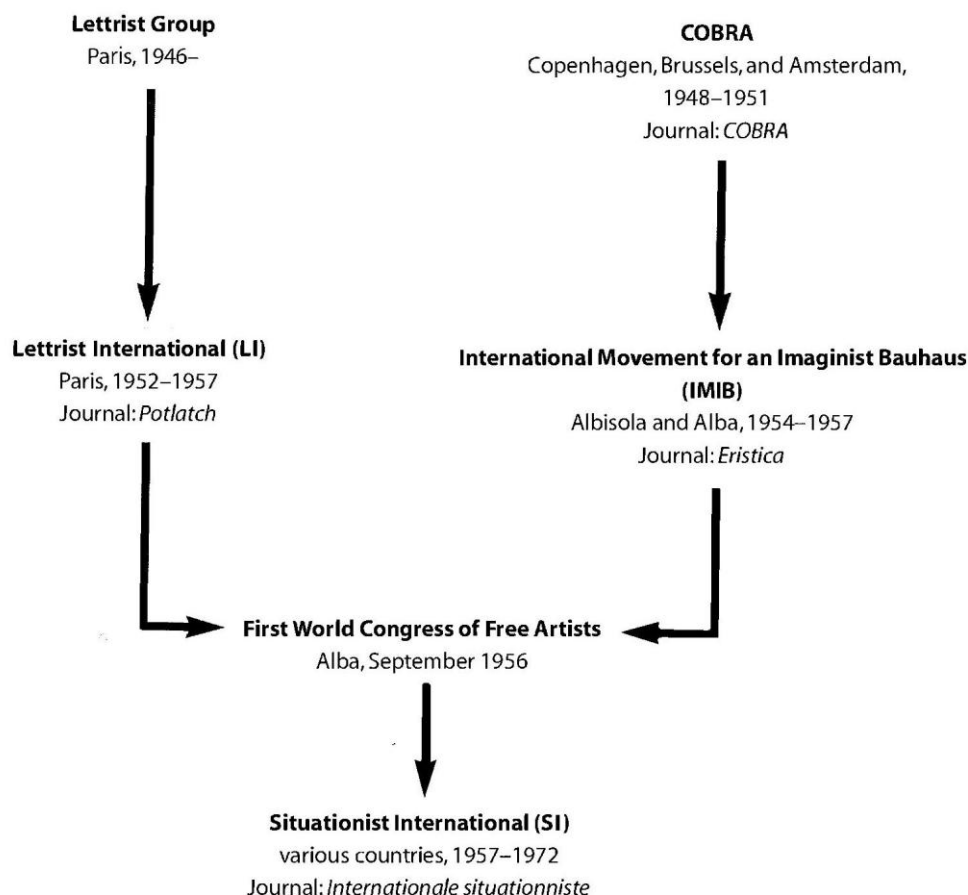 Lettrist Group
Paris, 1946–
COBRA
Copenhagen, Brussels, and Amsterdam,
1948–1951
Journal: COBRA
Lettrist International (LI)
Paris, 1952–1957
Journal: Potlatch
International Movement for an Imaginist Bauhaus
(IMIB)
Albisola and Alba, 1954–1957
Journal: Eristica
First World Congress of Free Artists
Alba, September 1956
Situationist International (SI)
various countries, 1957–1972
Journal: Internationale situationniste